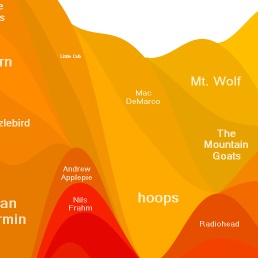 e
s
rn
Little Cub
Mt. Wolf
Mac
DeMarco
zlebird
The
Mountain
Goats
Andrew
Applepie
hoops
an
rmin
Nils
Frahm
Radiohead